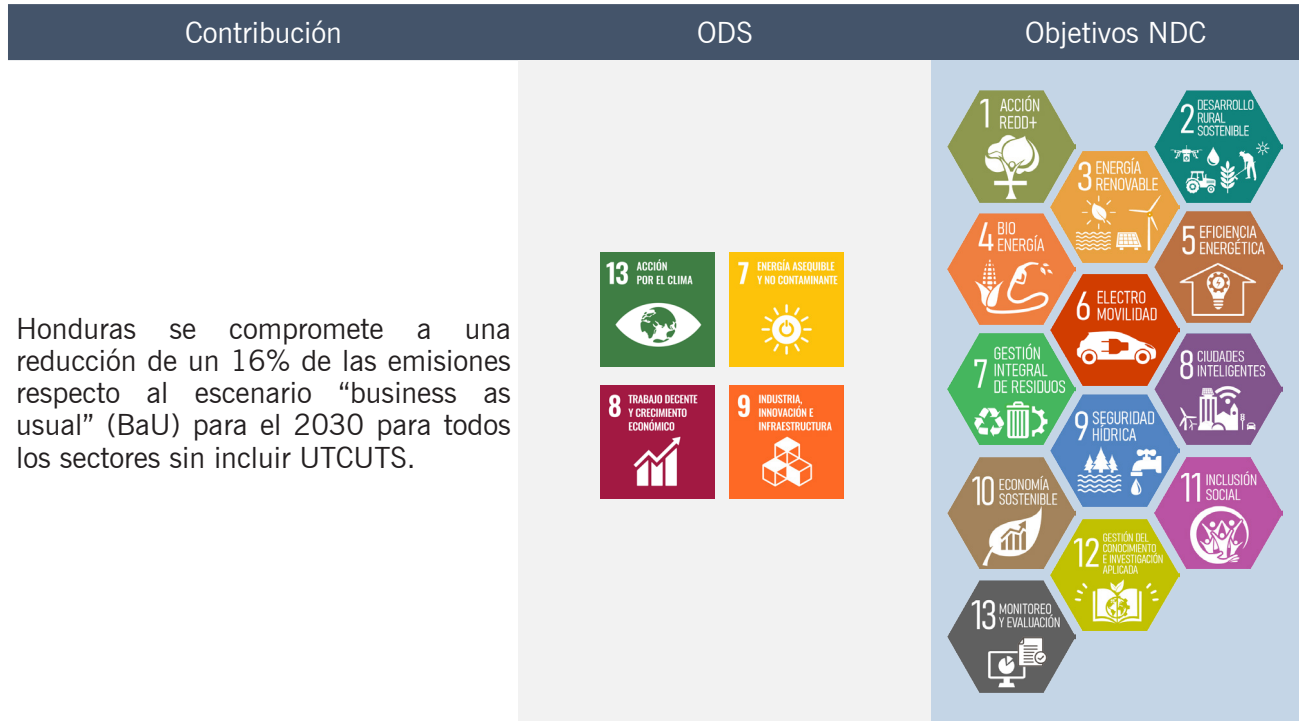 Contribución
ODS
Objetivos NDC
Honduras se compromete a una
reducción de un 16% de las emisiones
respecto al escenario “business as
usual” (BaU) para el 2030 para todos
los sectores sin incluir UTCUTS.
13 ACCIÓN
POR EL CLIMA
7 ENERGÍA ASEQUIBLE
Y NO CONTAMINANTE
8 TRABAJO DECENTE
Y CRECIMIENTO
ECONÓMICO
9 INDUSTRIA,
INNOVACIÓN E
INFRAESTRUCTURA
1 ACCIÓN
REDD+
2 DESARROLLO
RURAL
SOSTENIBLE
3 ENERGÍA
RENOVABLE
4 BIO
ENERGÍA
5 EFICIENCIA
ENERGÉTICA
6 ELECTRO
MOVILIDAD
7 GESTIÓN
INTEGRAL
DE RESIDUOS
8 CIUDADES
INTELIGENTES
9 SEGURIDAD
HÍDRICA
10 ECONOMÍA
SOSTENIBLE
11 INCLUSIÓN
SOCIAL
12 GESTIÓN DEL
CONOCIMIENTO
E INVESTIGACIÓN
APLICADA
13 MONITOREO
Y EVALUACIÓN